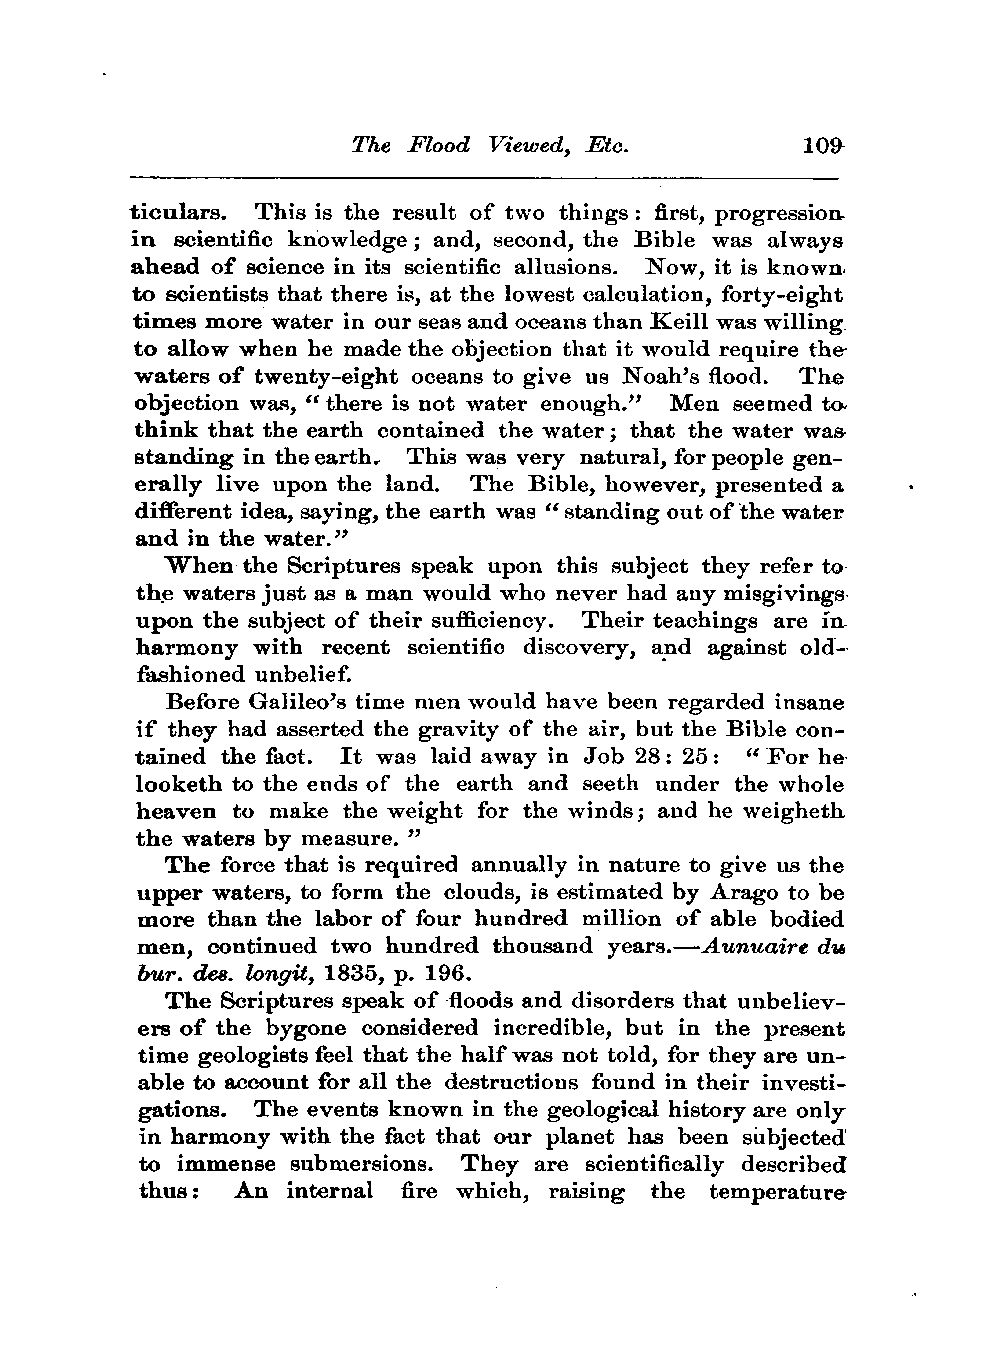 The Flood Viewed, Etc. 109
ticulars. This is the result of two things: first, progression
in scientific knowledge; and, second, the Bible was always
ahead of science in its scientific allusions. Now, it is known
to scientists that there is, at the lowest calculation, forty-eight
times more water in our seas and oceans than Keill was willing
to allow when he made the objection that it would require the
waters of twenty-eight oceans to give us Noah's flood. The
objection was, "there is not water enough." Men seemed to
think that the earth contained the water; that the water was
standing in the earth. This was very natural, for people gen-
erally live upon the land. The Bible, however, presented a
different idea, saying, the earth was "standing out of the water
and in the water."
When the Scriptures speak upon this subject they refer to
the waters just as a man would who never had any misgivings
upon the subject of their sufficiency. Their teachings are in
harmony with recent scientific discovery, and against old-
fashioned unbelief.
Before Galileo's time men would have been regarded insane
if they had asserted the gravity of the air, but the Bible con-
tained the fact. It was laid away in Job 28: 25: "For he
looketh to the ends of the earth and seeth under the whole
heaven to make the weight for the winds; and he weigheth
the waters by measure."
The force that is required annually in nature to give us the
upper waters, to form the clouds, is estimated by Arago to be
more than the labor of four hundred million of able bodied
men, continued two hundred thousand years.—Aunuaire du
bur. des. longit, 1835, p. 196.
The Scriptures speak of floods and disorders that unbeliev-
ers of the bygone considered incredible, but in the present
time geologists feel that the half was not told, for they are un-
able to account for all the destructions found in their investi-
gations. The events known in the geological history are only
in harmony with the fact that our planet has been subjected
to immense submersions. They are scientifically described
thus: An internal fire which, raising the temperature